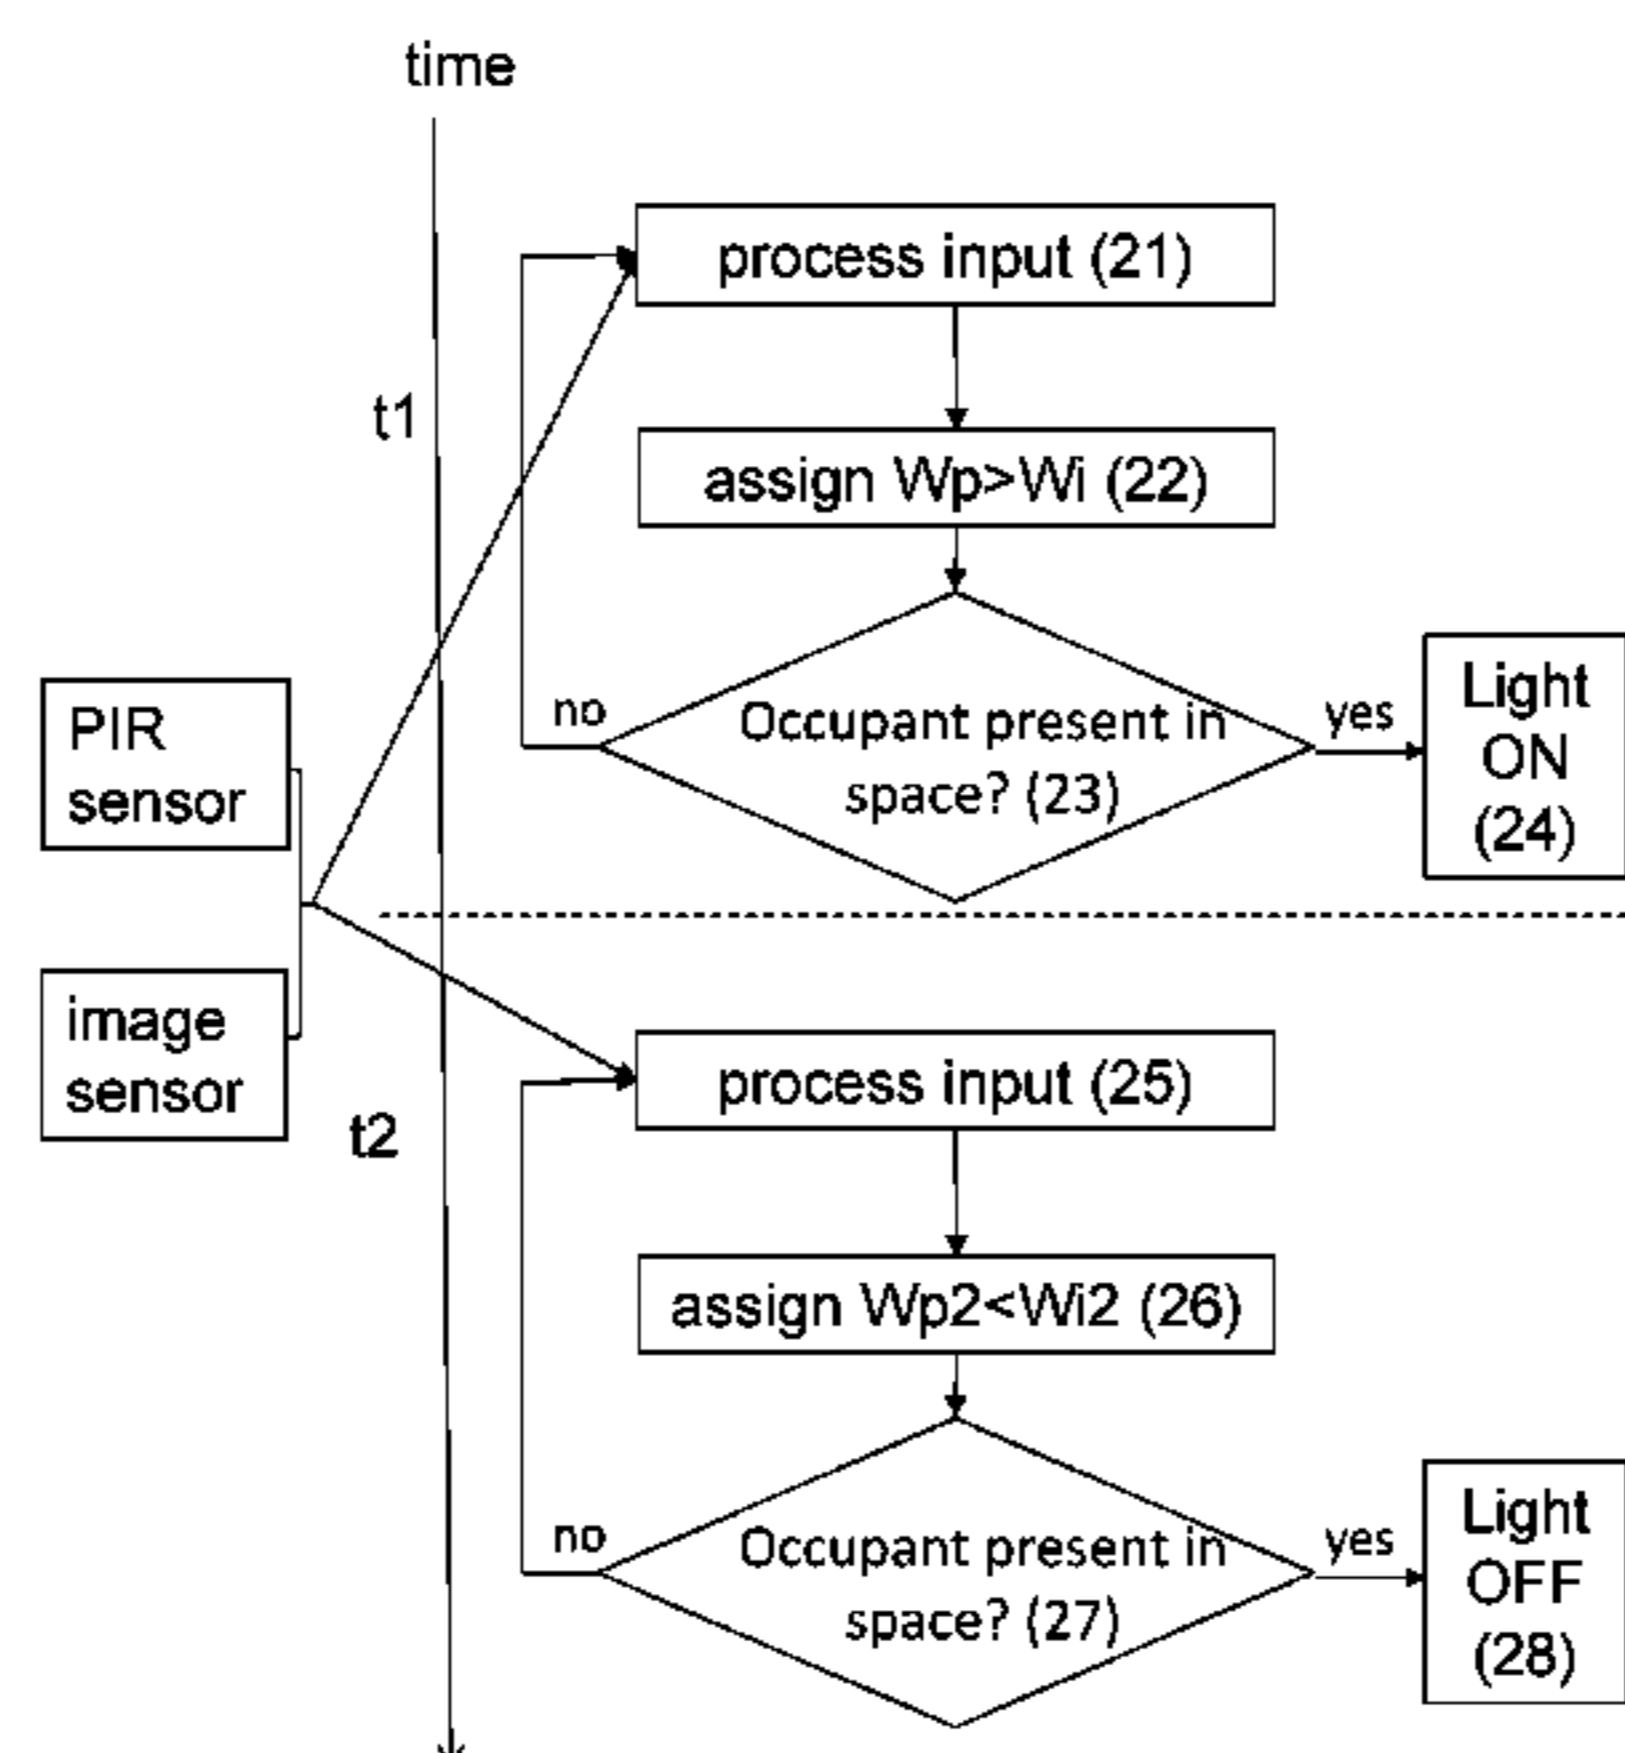 time
process input (21)
t1
assign Wp>Wi (22)
PIR
sensor
no
Occupant present in
space? (23)
yes
Light
ON
(24)
image
sensor
t2
process input (25)
assign Wp2<Wi2 (26)
no
Occupant present in
space? (27)
yes
Light
OFF
(28)